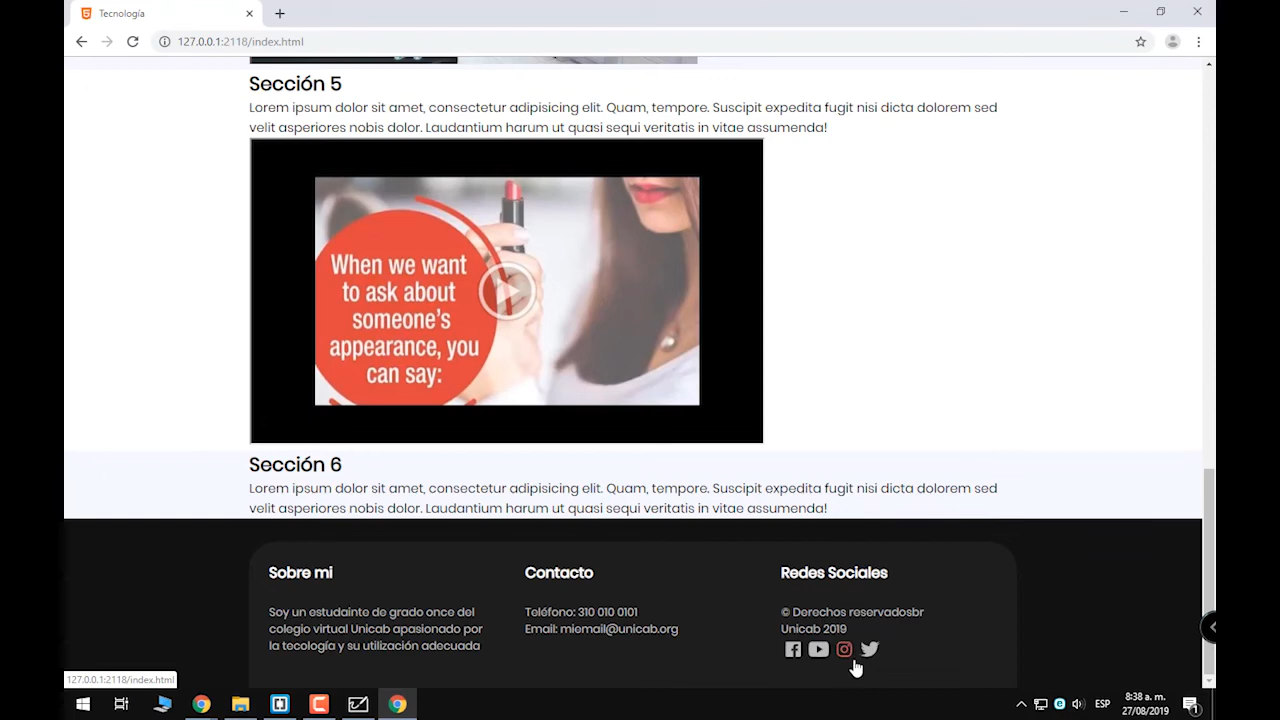 Tecnología
127.0.0.1:2118/index.html
Sección 5
Lorem ipsum dolor sit amet, consectetur adipisicing elit. Quam, tempore. Suscipit expedita fugit nisi dicta dolorem sed
velit asperiores nobis dolor. Laudantium harum ut quasi sequi veritatis in vitae assumenda!
When we want
to ask about
someone's
appearance, you
can say:
Sección 6
Lorem ipsum dolor sit amet, consectetur adipisicing elit. Quam, tempore. Suscipit expedita fugit nisi dicta dolorem sed
velit asperiores nobis dolor. Laudantium harum ut quasi sequi veritatis in vitae assumenda!
Sobre mi
Soy un estudainte de grado once del
colegio virtual Unicab apasionado por
la tecología y su utilización adecuada
Contacto
Teléfono: 310 010 0101
Email: miemail@unicab.org
Redes Sociales
© Derechos reservadosbr
Unicab 2019
127.0.0.1:2118/index.html
ESP
8:38 a. m.
27/08/2019
1